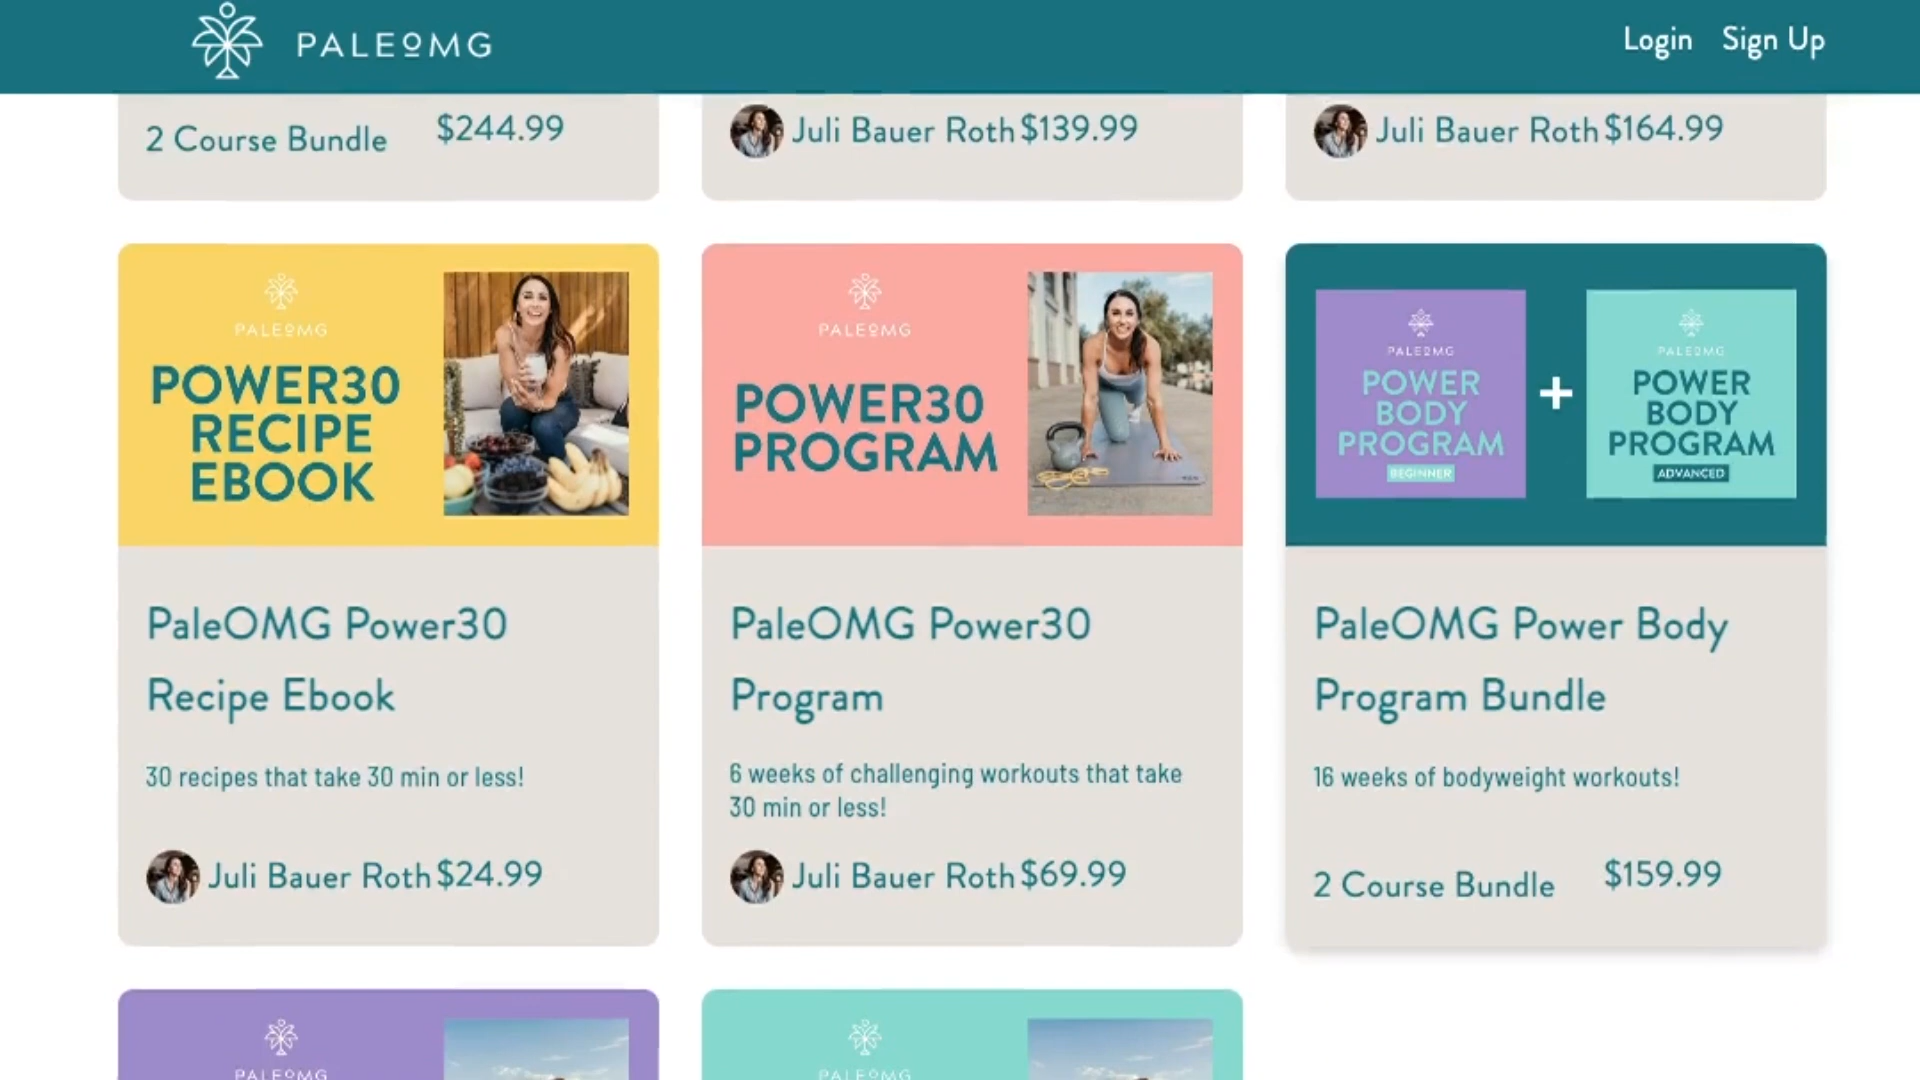 PALEOMG
Login Sign Up
2 Course Bundle $244.99
Juli Bauer Roth $139.99
Juli Bauer Roth $164.99
PALEOMG
POWER30
RECIPE
EBOOK
PaleOMG Power30
Recipe Ebook
30 recipes that take 30 min or less!
Juli Bauer Roth $24.99
PALEOMG
POWER30
PROGRAM
PaleOMG Power30
Program
6 weeks of challenging workouts that take
30 min or less!
Juli Bauer Roth $69.99
PALEOMG
POWER
BODY
PROGRAM
BEGINNER
+
PALEOMG
POWER
BODY
PROGRAM
ADVANCED
PaleOMG Power Body
Program Bundle
16 weeks of bodyweight workouts!
2 Course Bundle $159.99
PALEOMG
PALEOMG